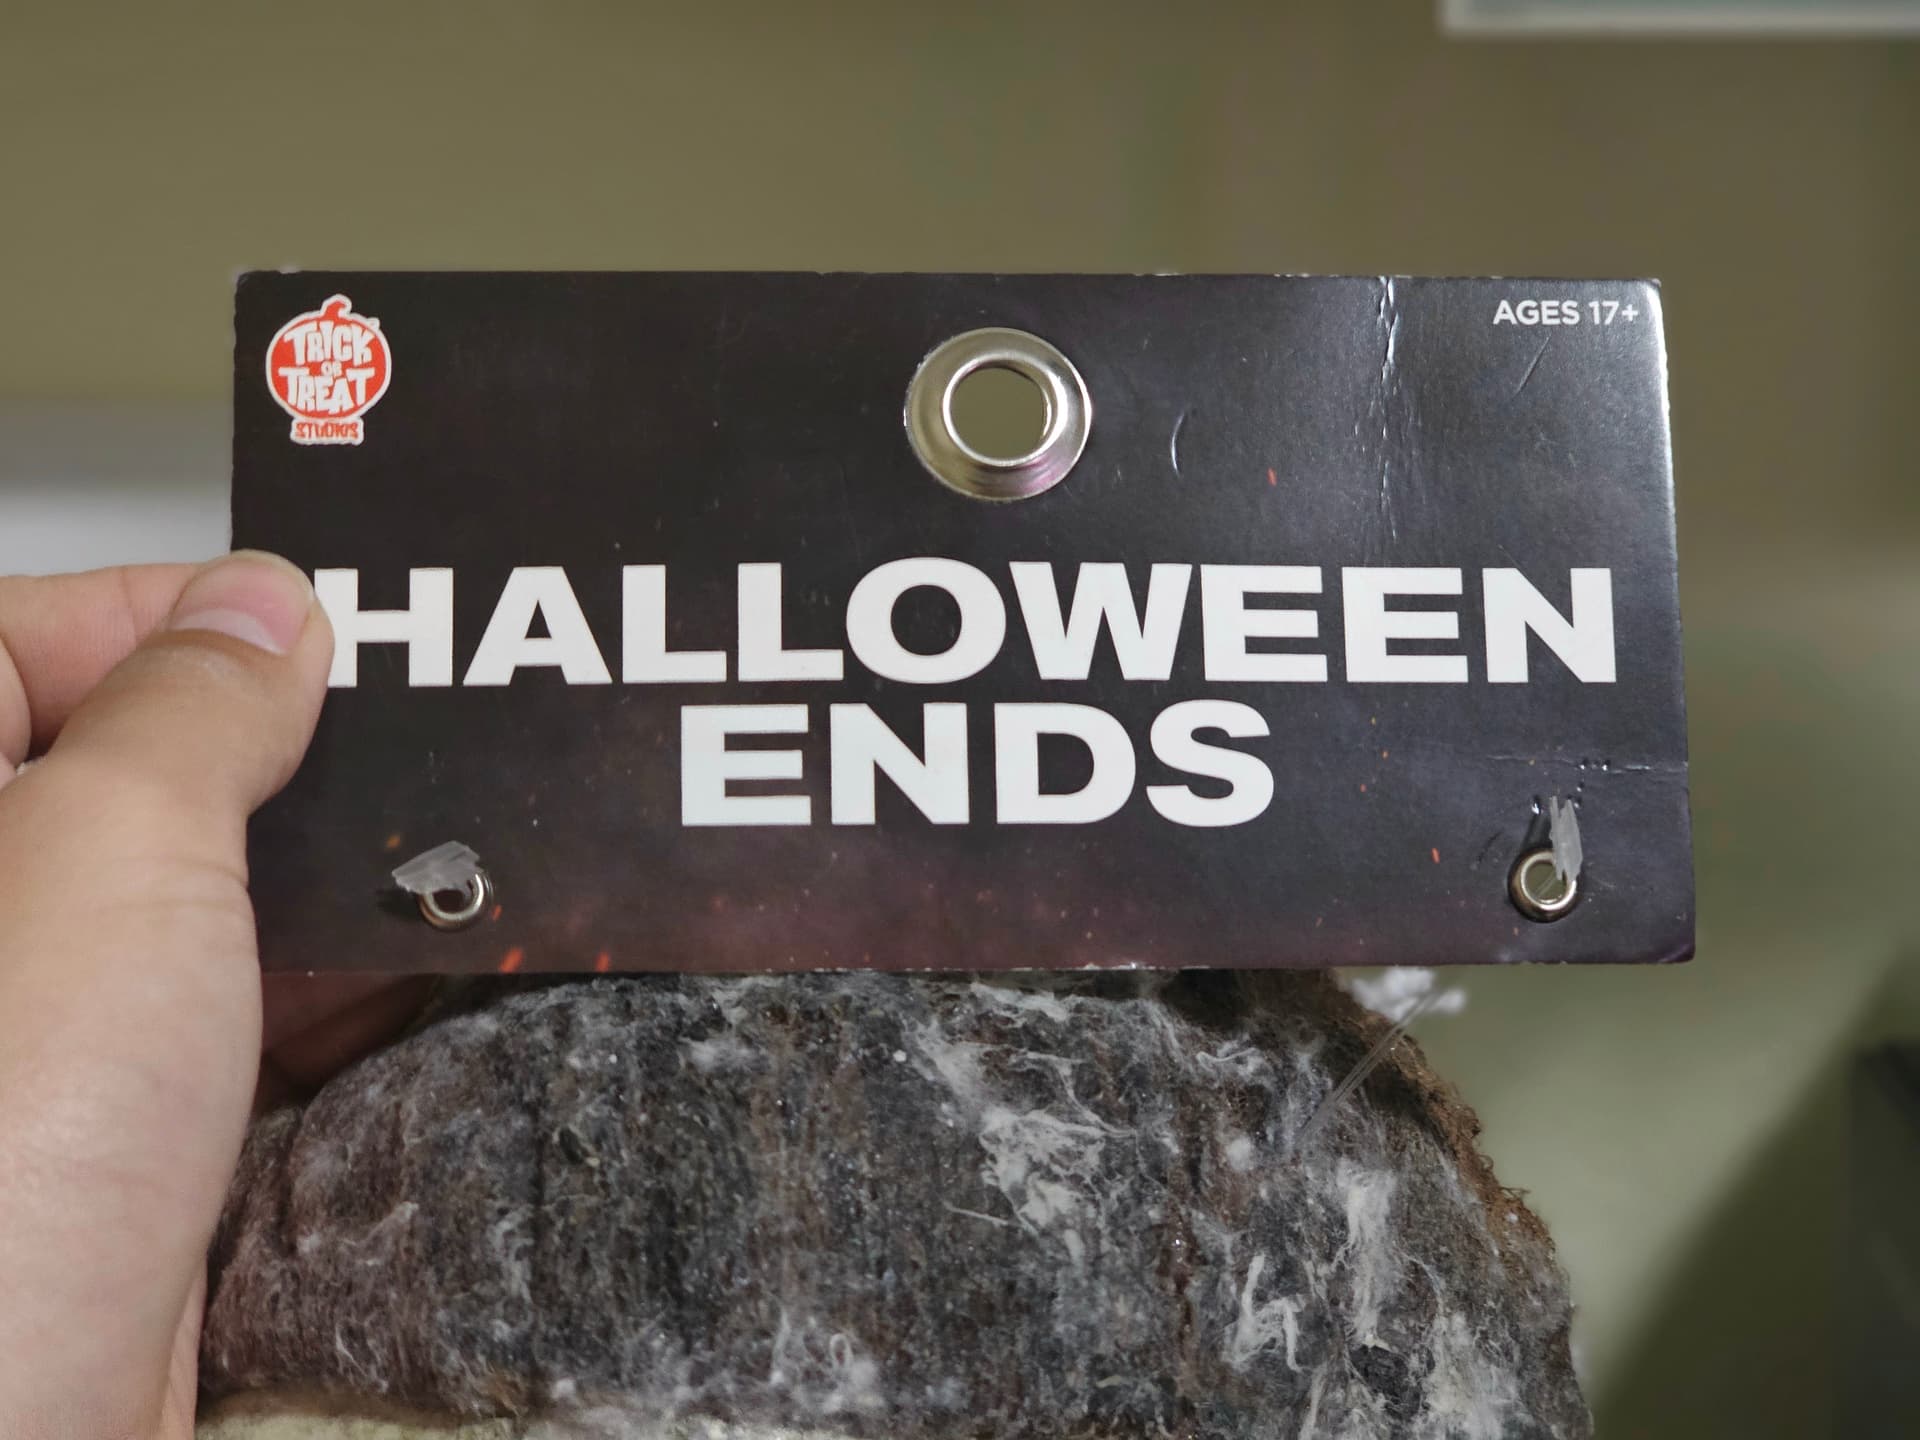 TRICK
OR
TREAT
STUDIOS
AGES 17+
HALLOWEEN
ENDS